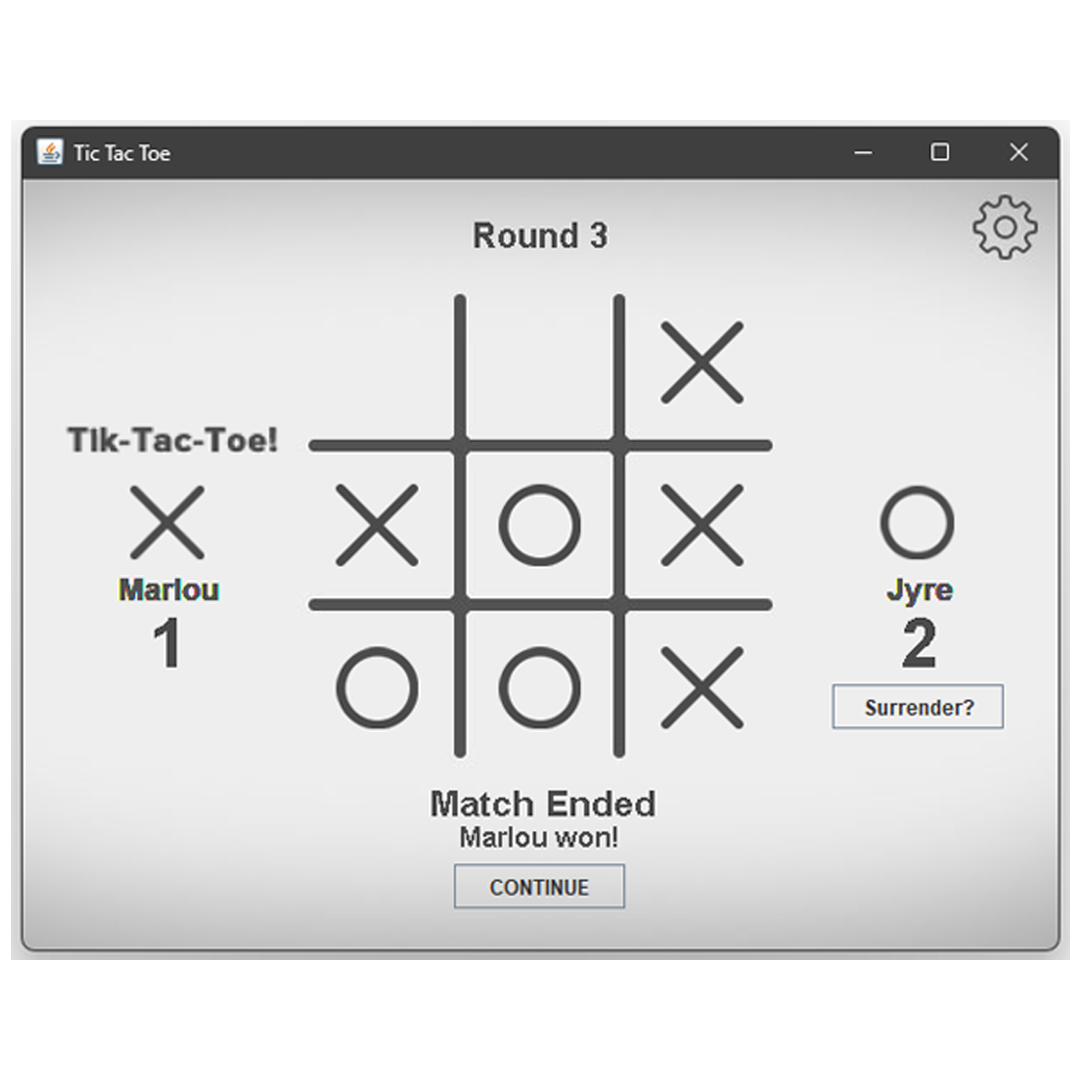 Tic Tac Toe
Round 3
TIk-Tac-Toe!
Marlou
1
Jyre
2
Surrender?
Match Ended
Marlou won!
CONTINUE